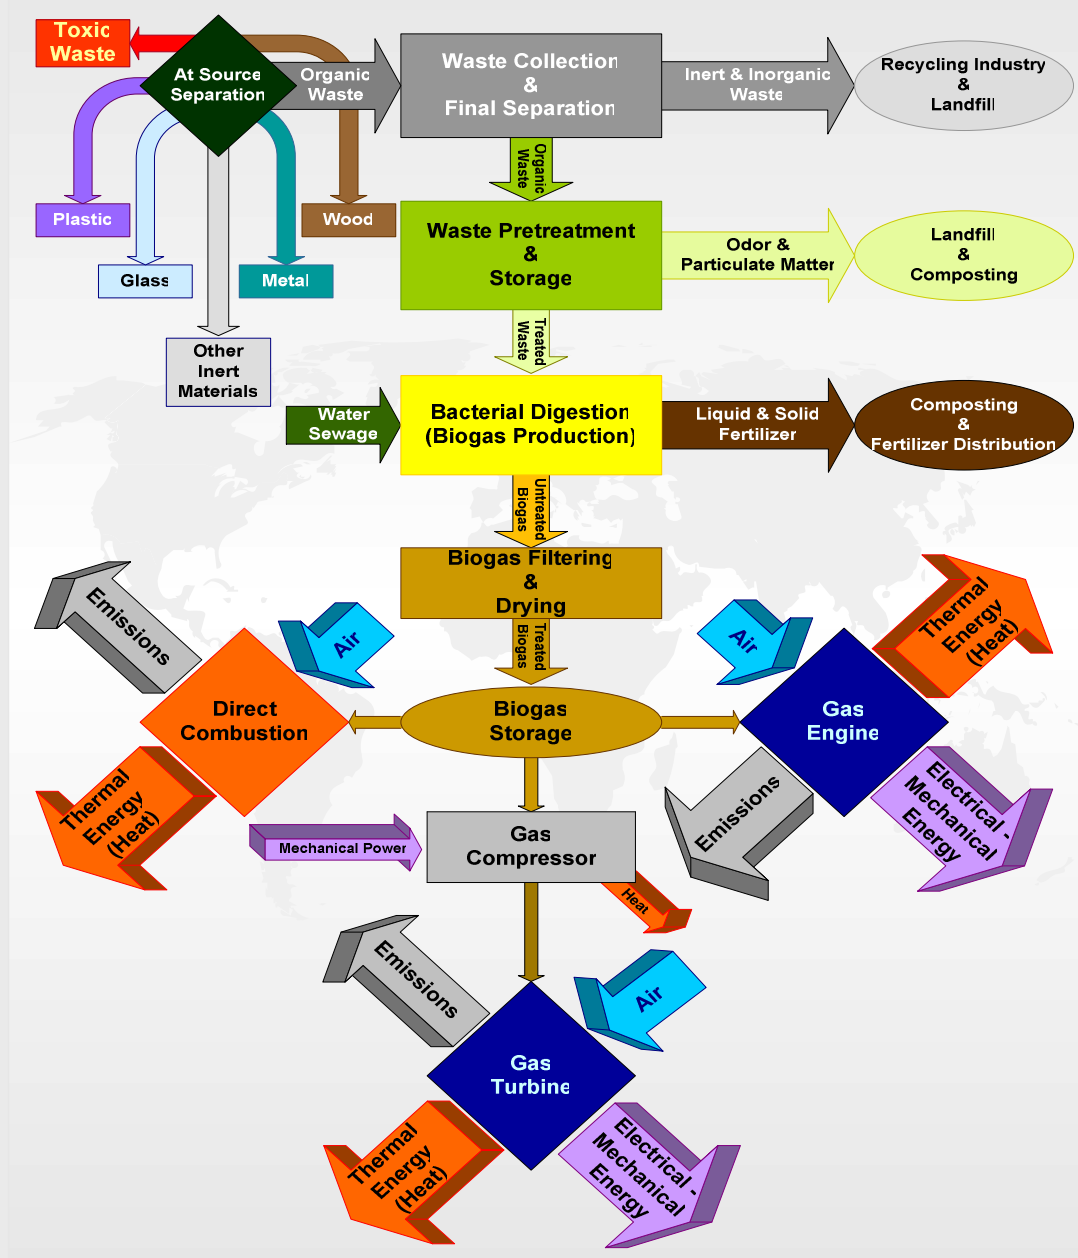 Toxic
Waste
At Source
Separation
Organic
Waste
Waste Collection
&
Final Separation
Inert & Inorganic
Waste
Recycling Industry
&
Landfill
Plastic
Wood
Glass
Metal
Other
Inert
Materials
Organic
Waste
Waste Pretreatment
&
Storage
Odor &
Particulate Matter
Landfill
&
Composting
Treated
Waste
Water
Sewage
Bacterial Digestion
(Biogas Production)
Liquid & Solid
Fertilizer
Composting
&
Fertilizer Distribution
Untreated
Biogas
Biogas Filtering
&
Drying
Treated
Biogas
Emissions
Air
Direct
Combustion
Thermal
Energy
(Heat)
Biogas
Storage
Air
Thermal
Energy
(Heat)
Gas
Engine
Emissions
Electrical -
Mechanical
Energy
Mechanical Power
Gas
Compressor
Heat
Emissions
Air
Gas
Turbine
Thermal
Energy
(Heat)
Electrical -
Mechanical
Energy